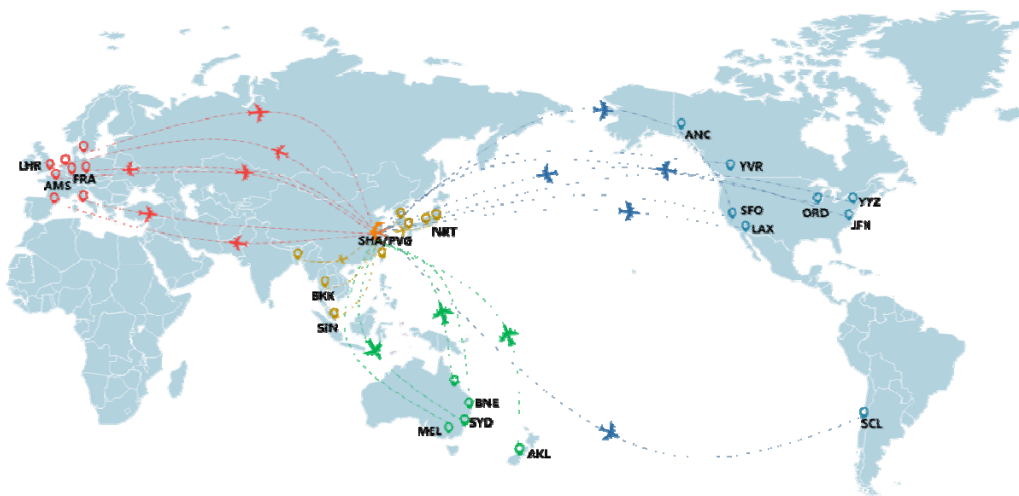 ANC
LHR
YVR
FRA
AMS
YYZ
ORD
SFO
JFN
LAX
NRT
SHA/PVG
BKK
SIN
BNE
SCL
SYD
MEL
AKL